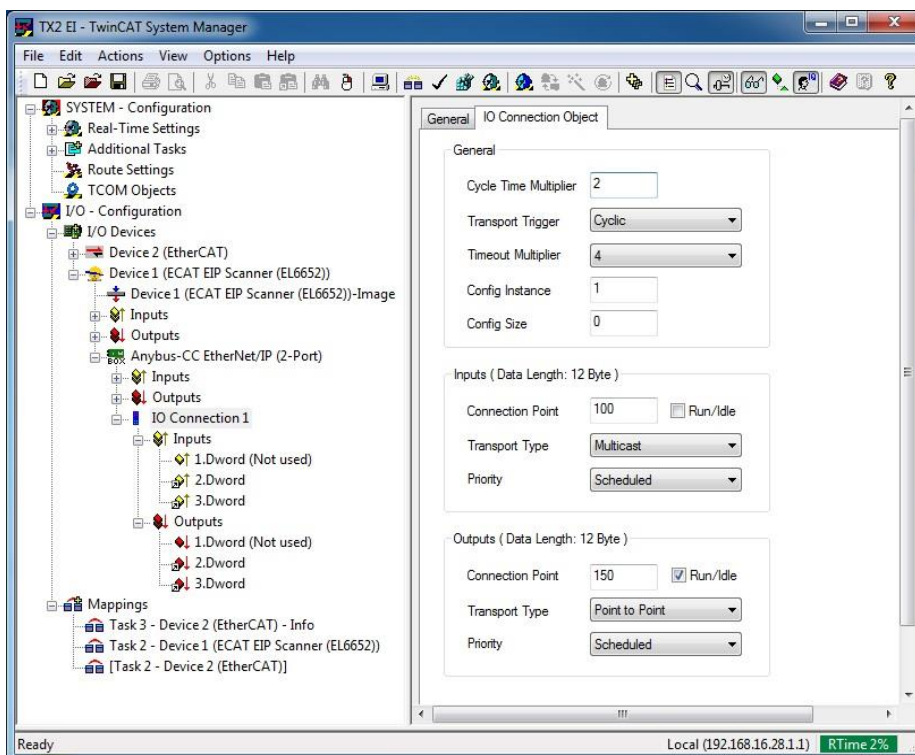 TX2 EI - TwinCAT System Manager
File Edit Actions View Options Help
SYSTEM - Configuration
Real-Time Settings
Additional Tasks
Route Settings
TCOM Objects
I/O - Configuration
I/O Devices
Device 2 (EtherCAT)
Device 1 (ECAT EIP Scanner (EL6652))
Device 1 (ECAT EIP Scanner (EL6652))-Image
Inputs
Outputs
Anybus-CC EtherNet/IP (2-Port)
Inputs
Outputs
IO Connection 1
Inputs
1.Dword (Not used)
2.Dword
3.Dword
Outputs
1.Dword (Not used)
2.Dword
3.Dword
Mappings
Task 3 - Device 2 (EtherCAT) - Info
Task 2 - Device 1 (ECAT EIP Scanner (EL6652))
[Task 2 - Device 2 (EtherCAT)]
General IO Connection Object
General
Cycle Time Multiplier 2
Transport Trigger Cyclic
Timeout Multiplier 4
Config Instance 1
Config Size 0
Inputs ( Data Length: 12 Byte )
Connection Point 100 Run/Idle
Transport Type Multicast
Priority Scheduled
Outputs ( Data Length: 12 Byte )
Connection Point 150 Run/Idle
Transport Type Point to Point
Priority Scheduled
Ready Local (192.168.16.28.1.1) RTime 2%